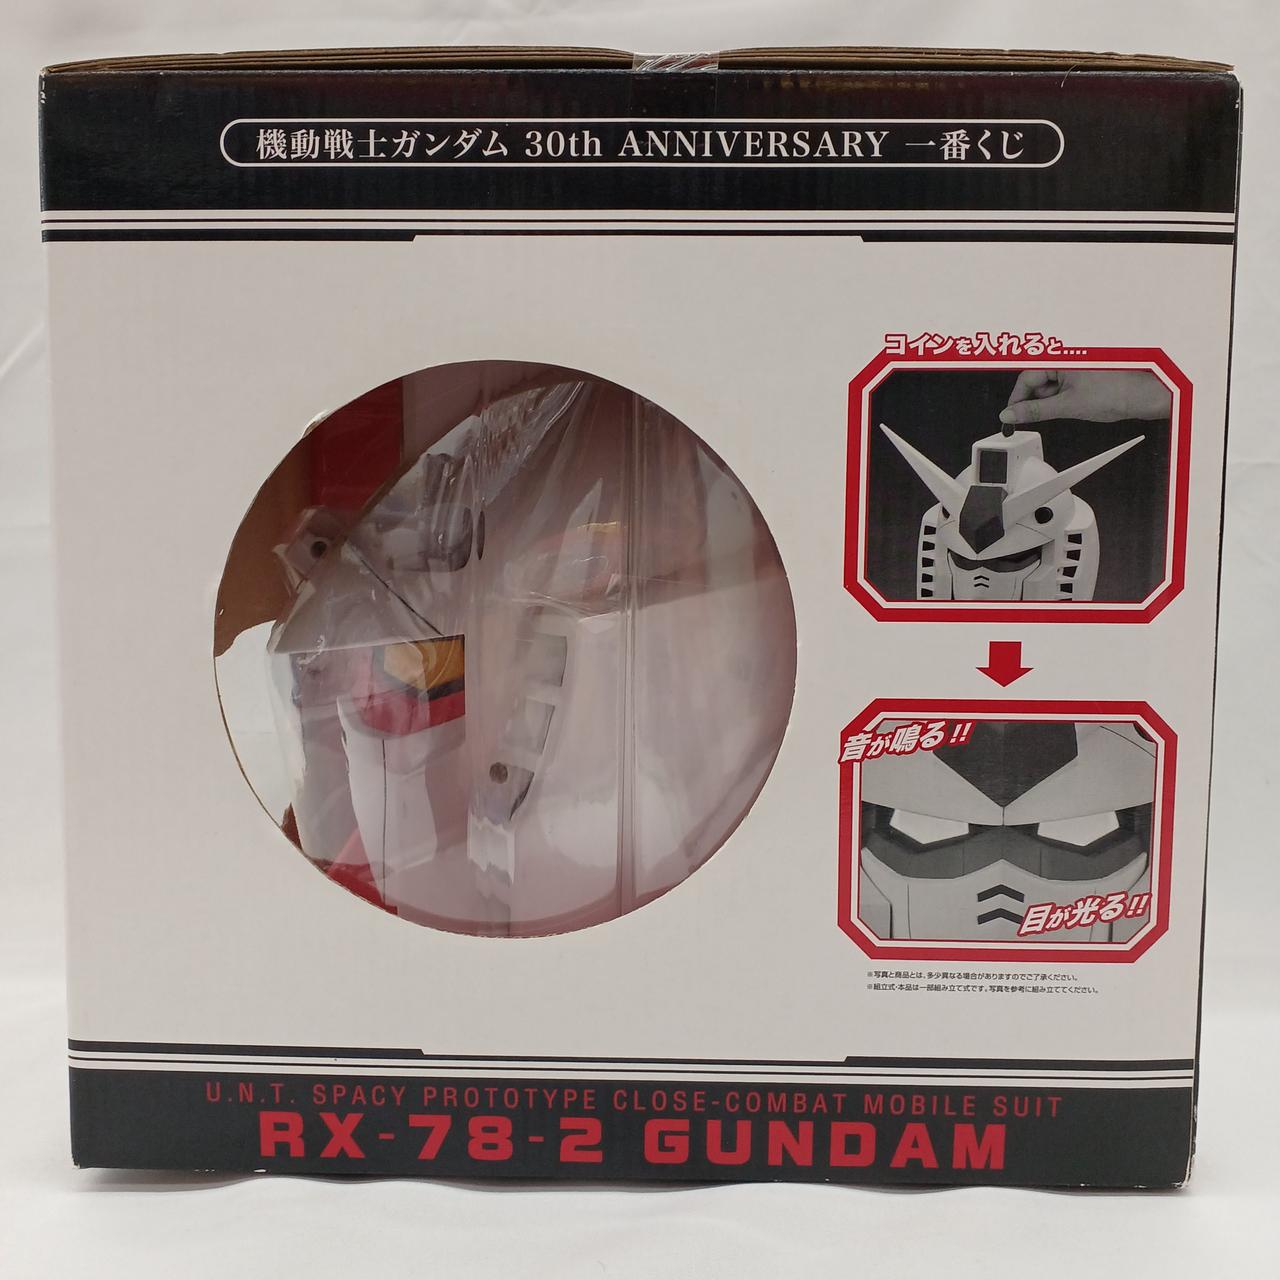 機動戦士ガンダム 30th ANNIVERSARY 一番くじ
コインを入れると....
音が鳴る!!
目が光る!!
※写真と商品とは、多少異なる場合がありますのでご了承ください。
※組立式・本品は一部組み立て式です。写真を参考に組み立ててください。
U.N.T. SPACY PROTOTYPE CLOSE-COMBAT MOBILE SUIT
RX-78-2 GUNDAM